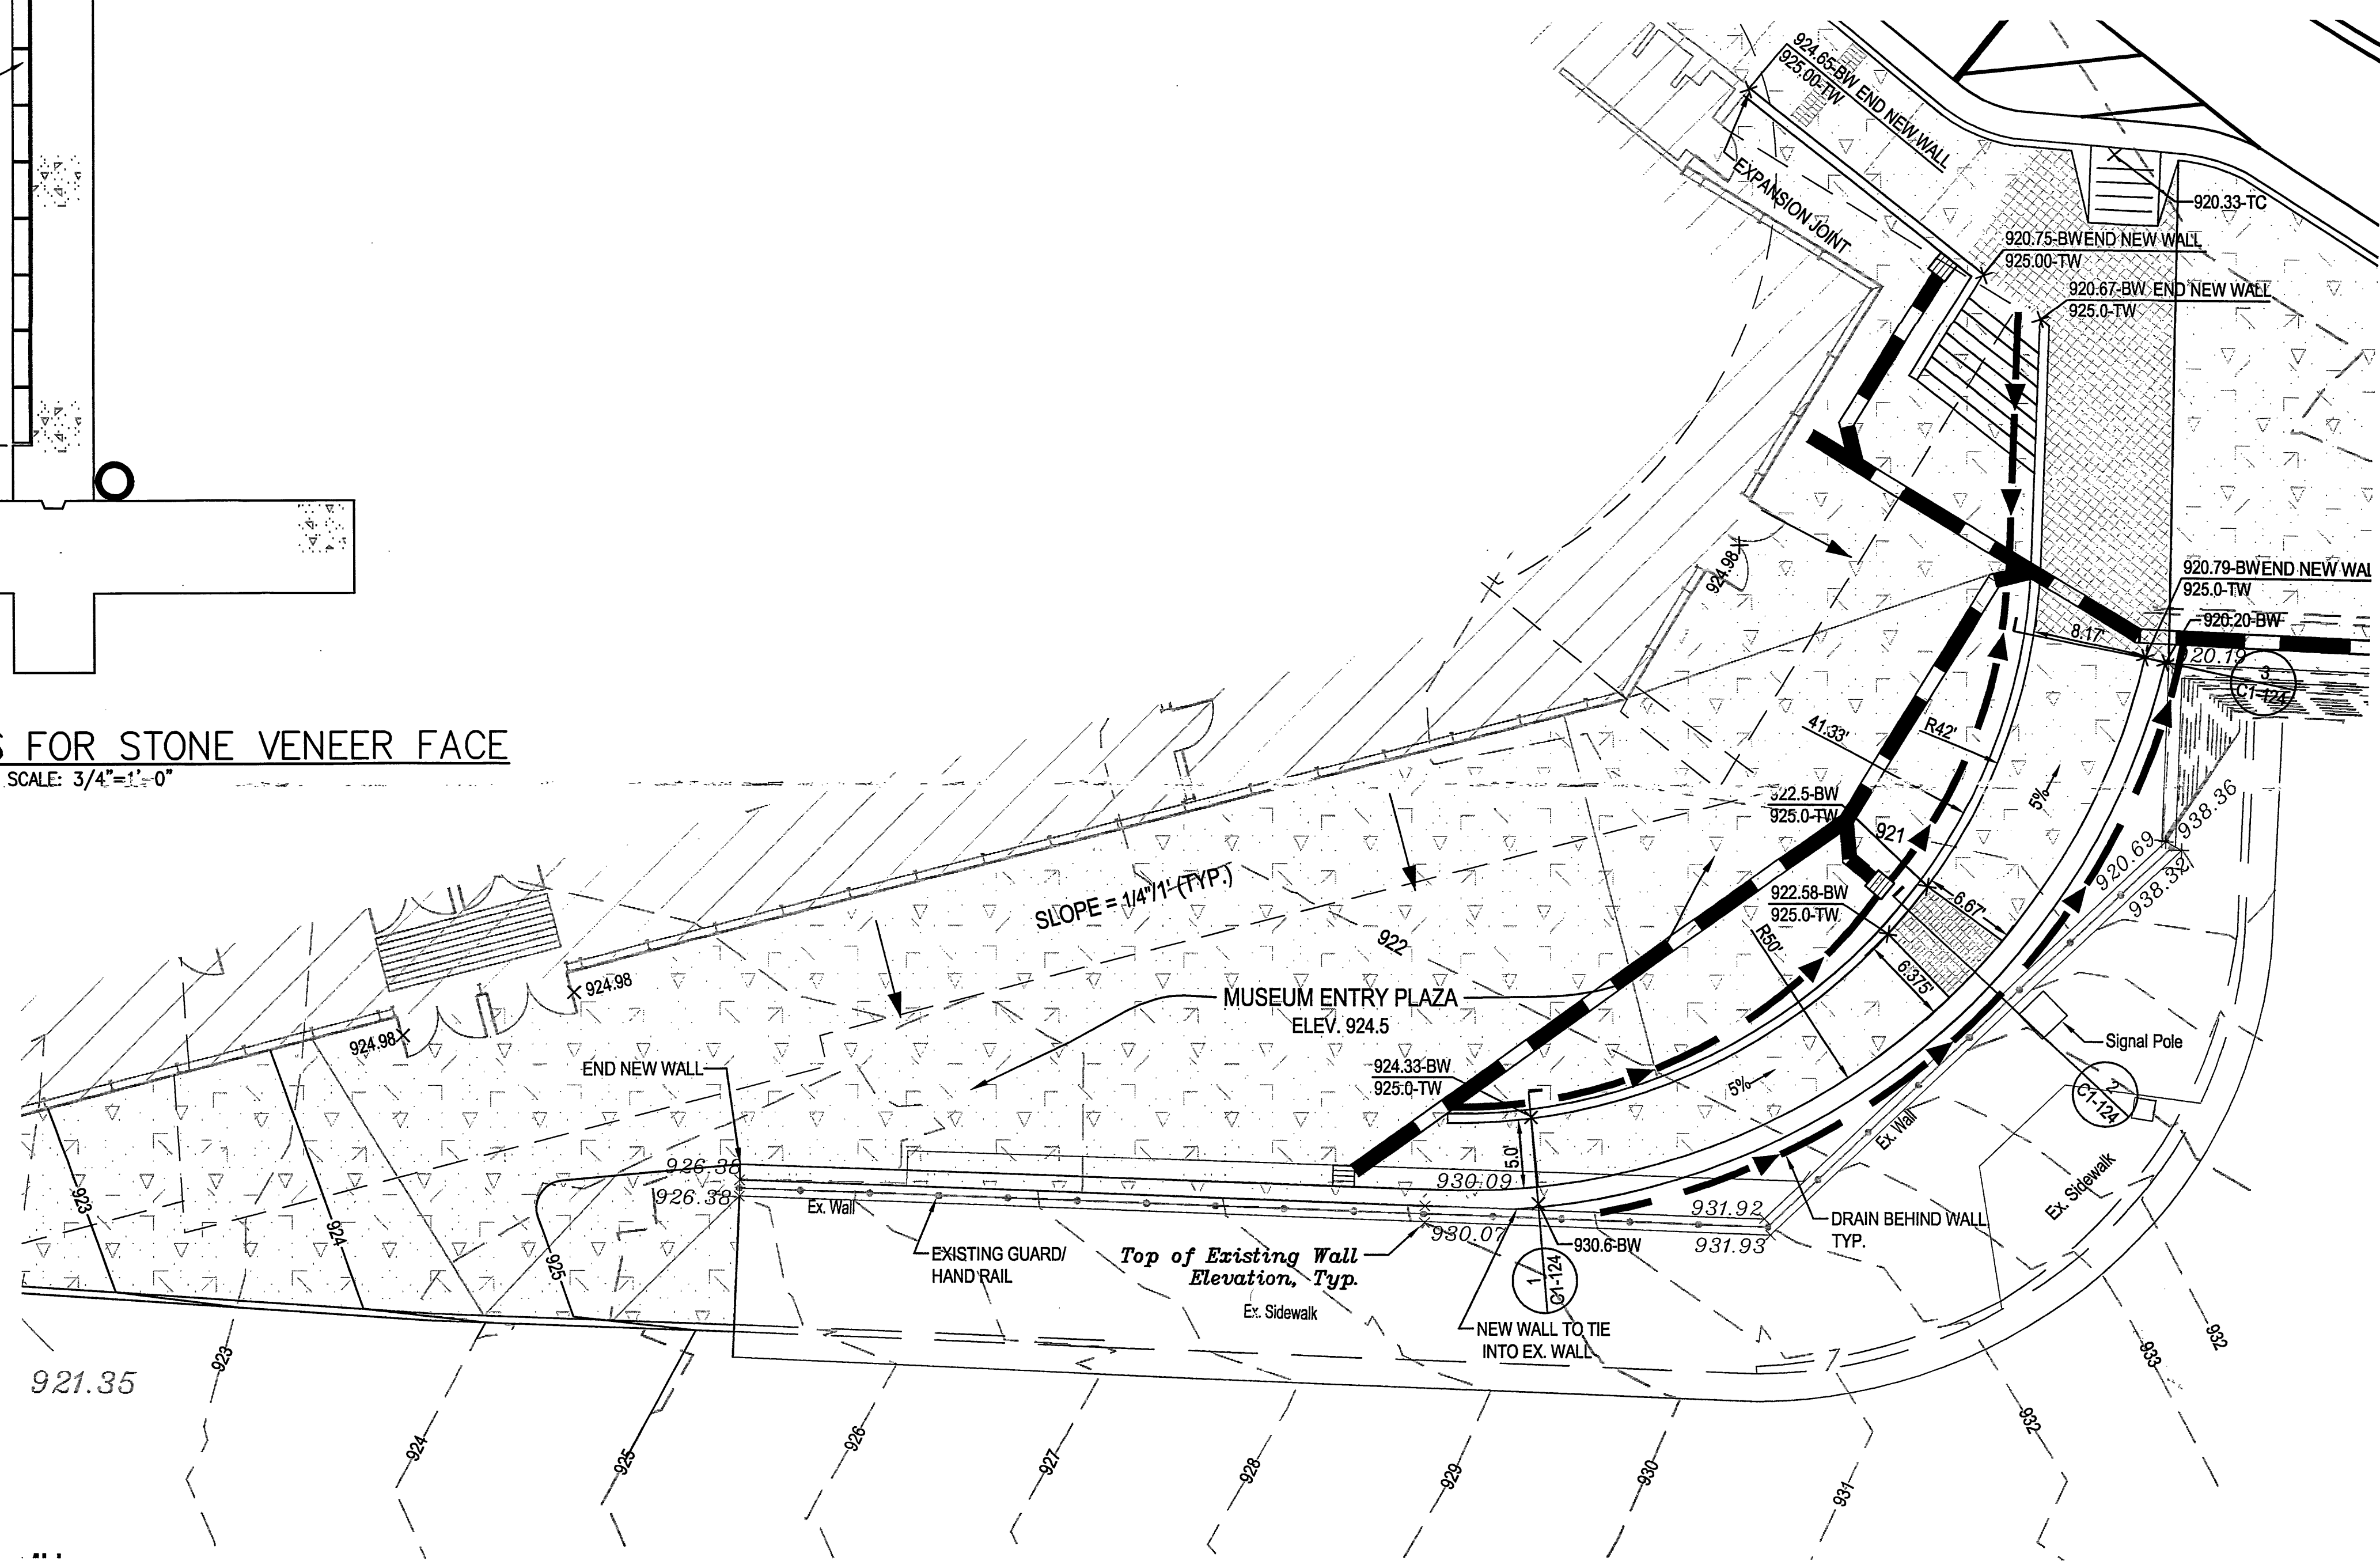 924.65-BW END NEW WALL
925.00-TW
EXPANSION JOINT
920.33-TC
920.75-BW END NEW WALL
925.00-TW
920.67-BW END NEW WALL
925.0-TW
924.98
920.79-BW END NEW WAL
925.0-TW
920.20-BW
8.17'
920.19
3
C1-124
S FOR STONE VENEER FACE
SCALE: 3/4"=1'-0"
41.33'
R42'
5%
922.5-BW
925.0-TW
921
938.36
920.69
938.32
922.58-BW
925.0-TW
6.67'
6.375
R50'
SLOPE = 1/4"/1' (TYP.)
922
924.98
MUSEUM ENTRY PLAZA
ELEV. 924.5
924.98
Signal Pole
END NEW WALL
924.33-BW
925.0-TW
5%
2
C1-124
Ex. Wall
Ex. Sidewalk
5.0'
926.38
926.38
Ex. Wall
930.09
931.92
930.07
931.93
DRAIN BEHIND WALL
TYP.
923
924
925
EXISTING GUARD/
HAND RAIL
Top of Existing Wall
Elevation, Typ.
930.6-BW
1
C1-124
Ex. Sidewalk
NEW WALL TO TIE
INTO EX. WALL
921.35
923
924
925
926
927
928
929
930
931
932
933
932